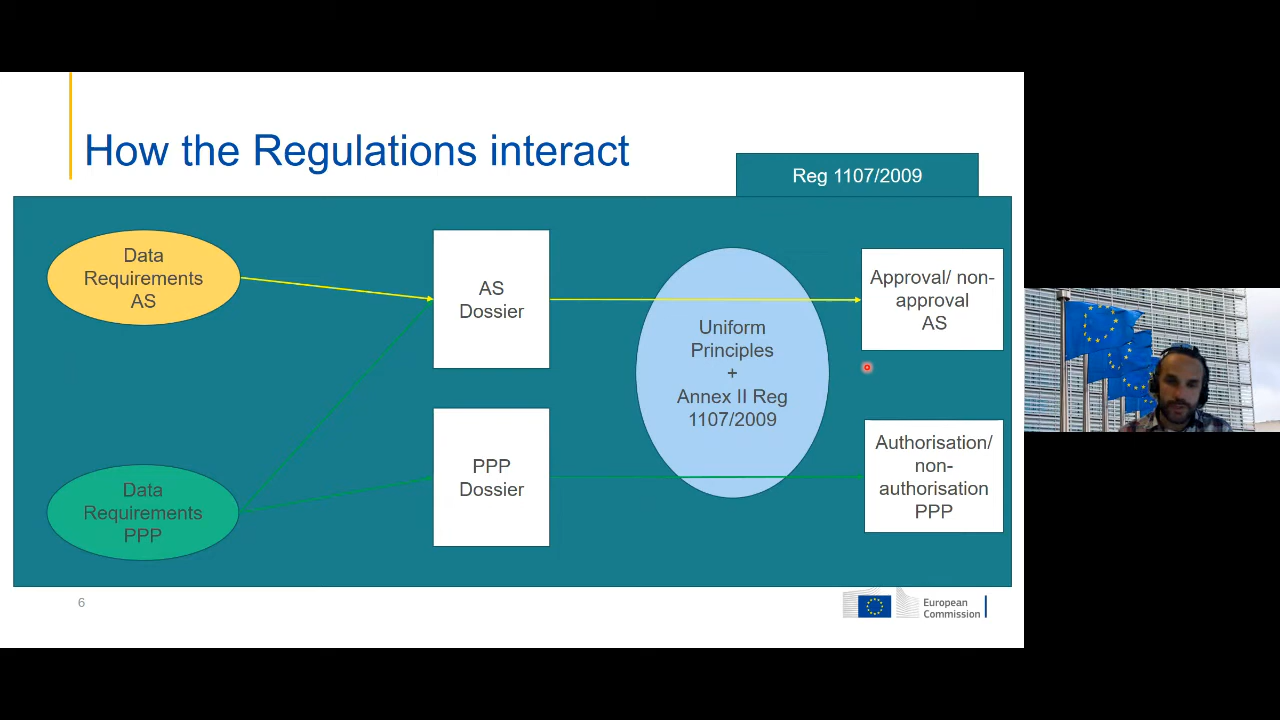 How the Regulations interact
Reg 1107/2009
Data
Requirements
AS
AS
Dossier
Approval/ non-
approval
AS
Uniform
Principles
+
Annex II Reg
1107/2009
Data
Requirements
PPP
PPP
Dossier
Authorisation/
non-
authorisation
PPP
6
European
Commission